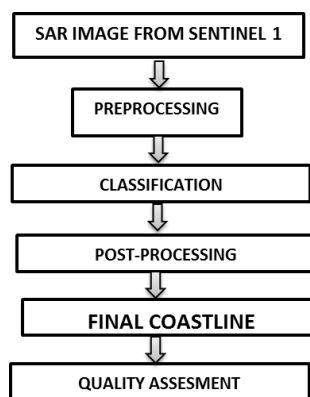 SAR IMAGE FROM SENTINEL 1
PREPROCESSING
CLASSIFICATION
POST-PROCESSING
FINAL COASTLINE
QUALITY ASSESMENT